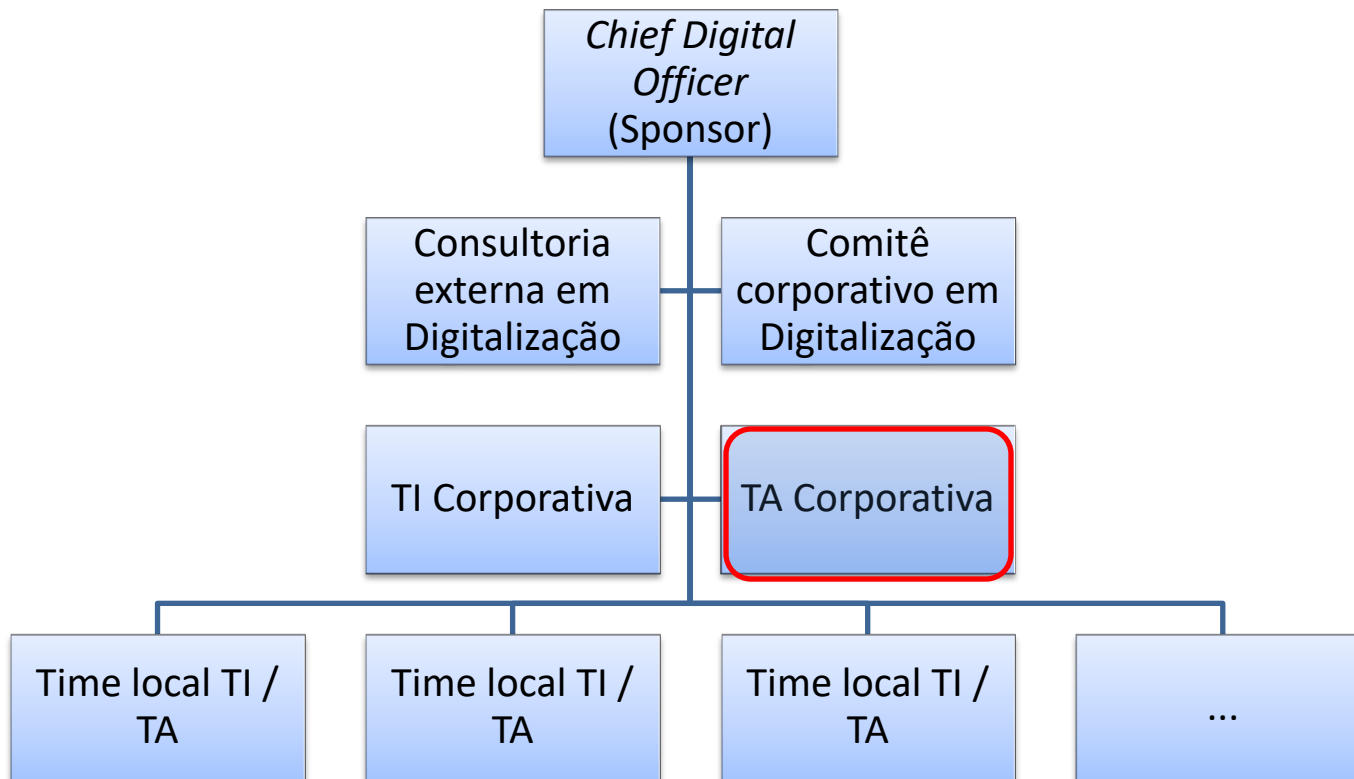 Chief Digital
Officer
(Sponsor)
Consultoria
externa em
Digitalização
Comitê
corporativo em
Digitalização
TI Corporativa
TA Corporativa
Time local TI /
TA
Time local TI /
TA
Time local TI /
TA
...